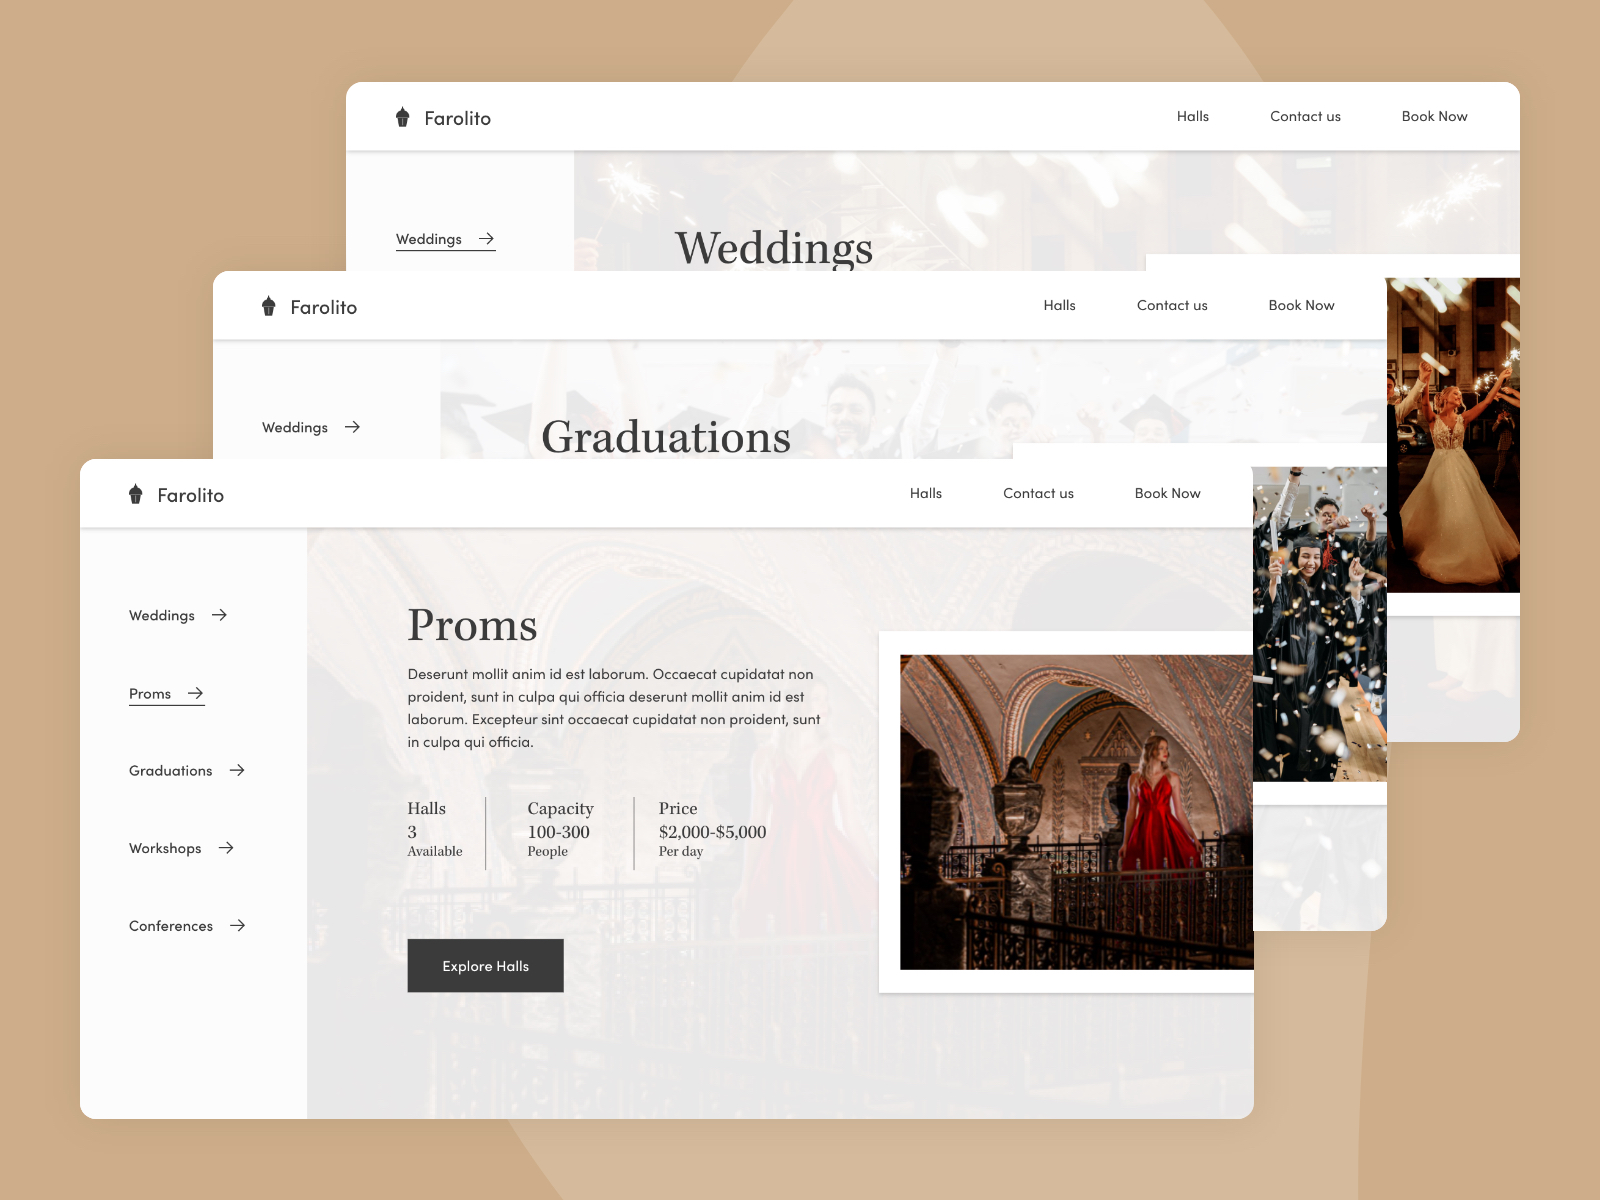 Farolito
Halls
Contact us
Book Now
Weddings
Weddings
Farolito
Halls
Contact us
Book Now
Weddings
Graduations
Farolito
Halls
Contact us
Book Now
Weddings
Proms
Graduations
Workshops
Conferences
Proms
Deserunt mollit anim id est laborum. Occaecat cupidatat non
proident, sunt in culpa qui officia deserunt mollit anim id est
laborum. Excepteur sint occaecat cupidatat non proident, sunt
in culpa qui officia.
Halls
3
Available
Capacity
100-300
People
Price
$2,000-$5,000
Per day
Explore Halls